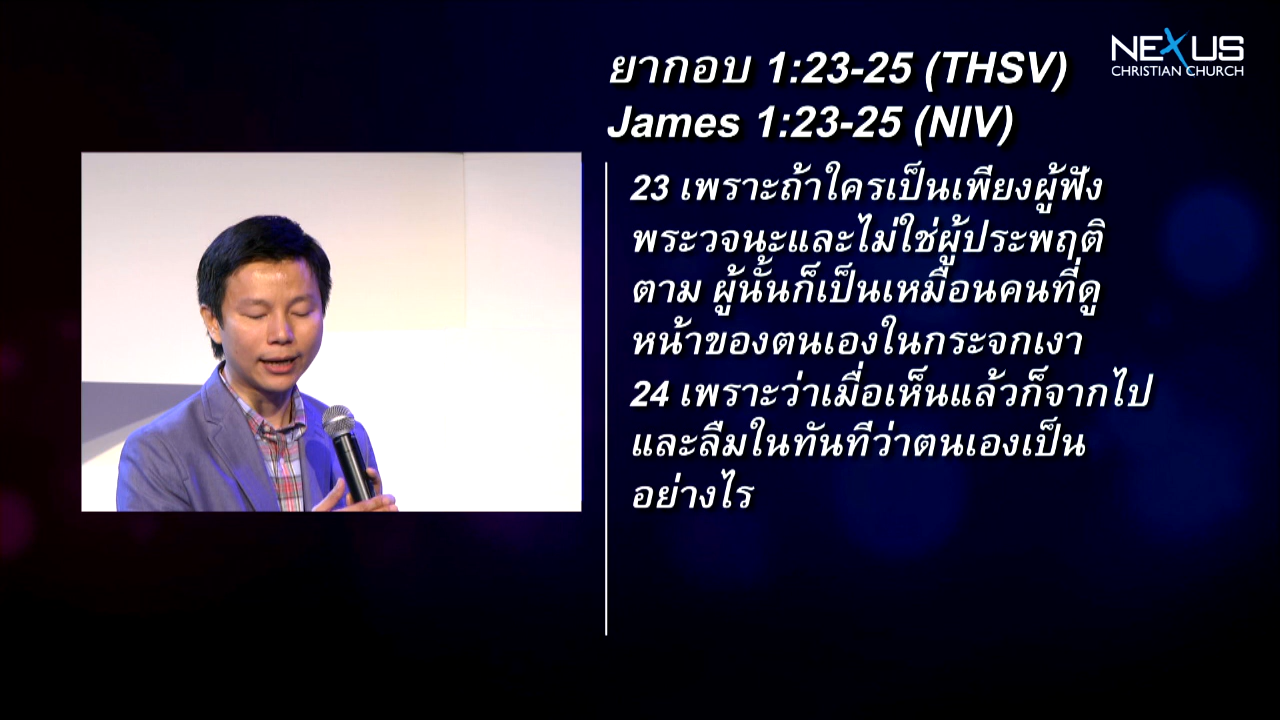 ยากอบ 1:23-25 (THSV)
James 1:23-25 (NIV)
NEXUS
CHRISTIAN CHURCH
23 เพราะถ้าใครเป็นเพียงผู้ฟัง
พระวจนะและไม่ใช่ผู้ประพฤติ
ตาม ผู้นั้นก็เป็นเหมือนคนที่ดู
หน้าของตนเองในกระจกเงา
24 เพราะว่าเมื่อเห็นแล้วก็จากไป
และลืมในทันทีว่าตนเองเป็น
อย่างไร